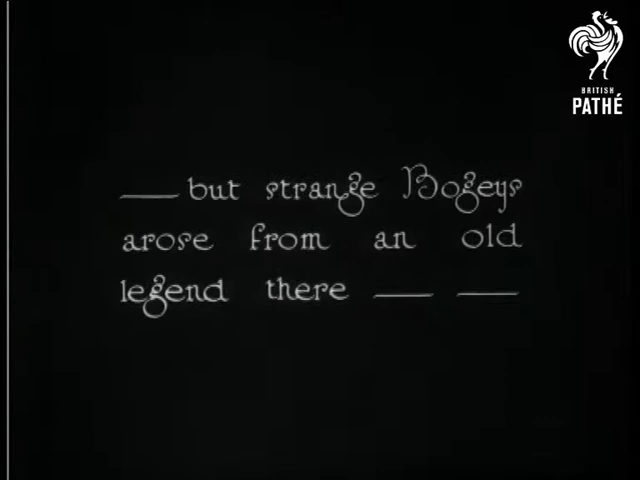 BRITISH
PATHÉ
— but strange Bogeys
arose from an old
legend there — —